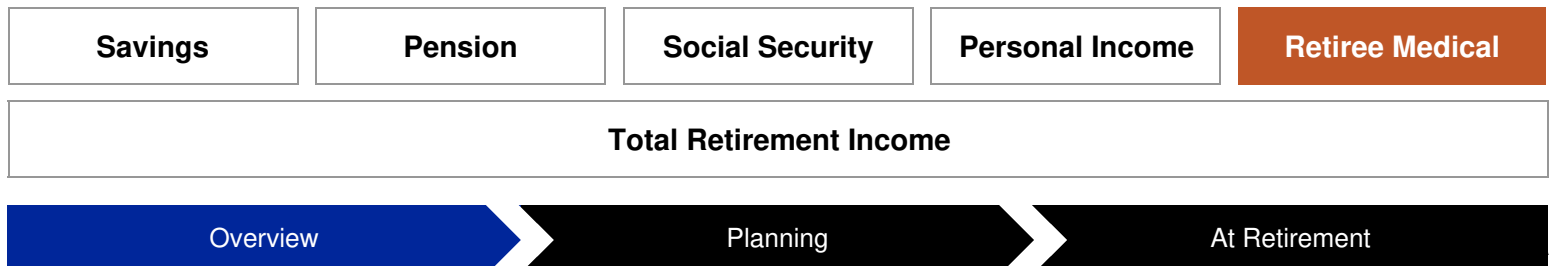 Savings Pension Social Security Personal Income Retiree Medical
Total Retirement Income
Overview Planning At Retirement